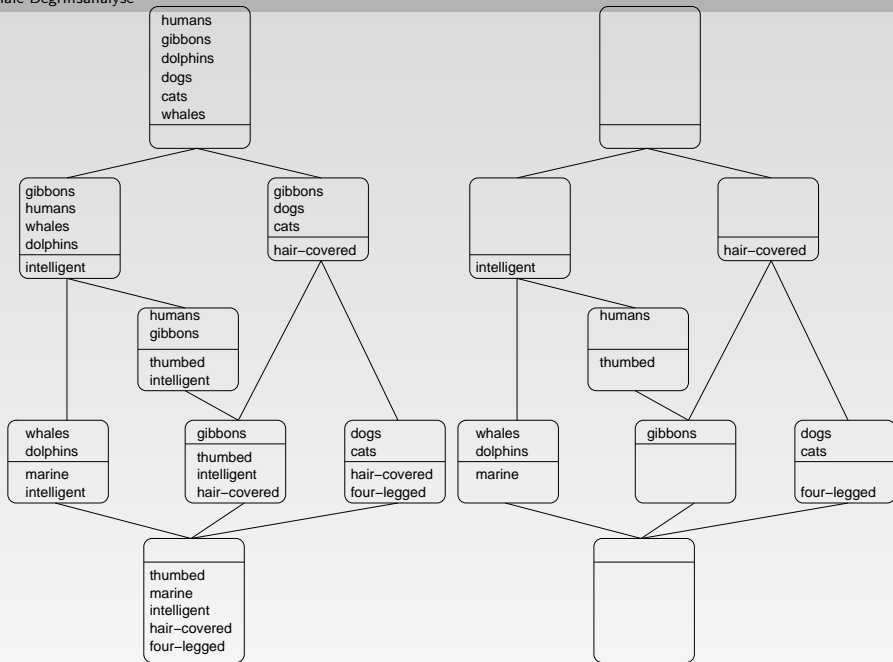 humans
gibbons
dolphins
dogs
cats
whales
gibbons
humans
whales
dolphins
intelligent
gibbons
dogs
cats
hair–covered
humans
gibbons
thumbed
intelligent
whales
dolphins
marine
intelligent
gibbons
thumbed
intelligent
hair–covered
dogs
cats
hair–covered
four–legged
thumbed
marine
intelligent
hair–covered
four–legged
intelligent
hair–covered
humans
thumbed
whales
dolphins
marine
gibbons
dogs
cats
four–legged